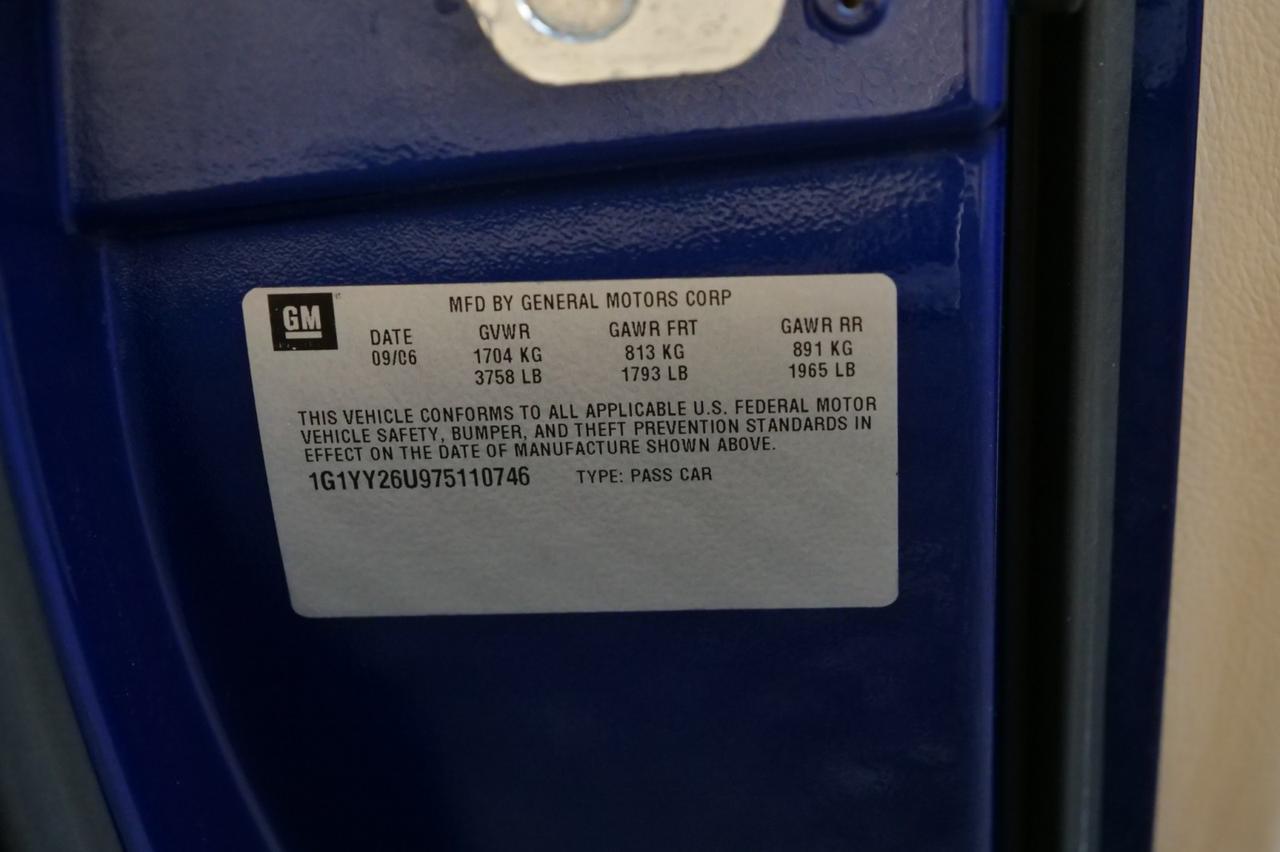 GM
MFD BY GENERAL MOTORS CORP
DATE GVWR GAWR FRT GAWR RR
09/06 1704 KG 813 KG 891 KG
3758 LB 1793 LB 1965 LB
THIS VEHICLE CONFORMS TO ALL APPLICABLE U.S. FEDERAL MOTOR
VEHICLE SAFETY, BUMPER, AND THEFT PREVENTION STANDARDS IN
EFFECT ON THE DATE OF MANUFACTURE SHOWN ABOVE.
1G1YY26U975110746 TYPE: PASS CAR